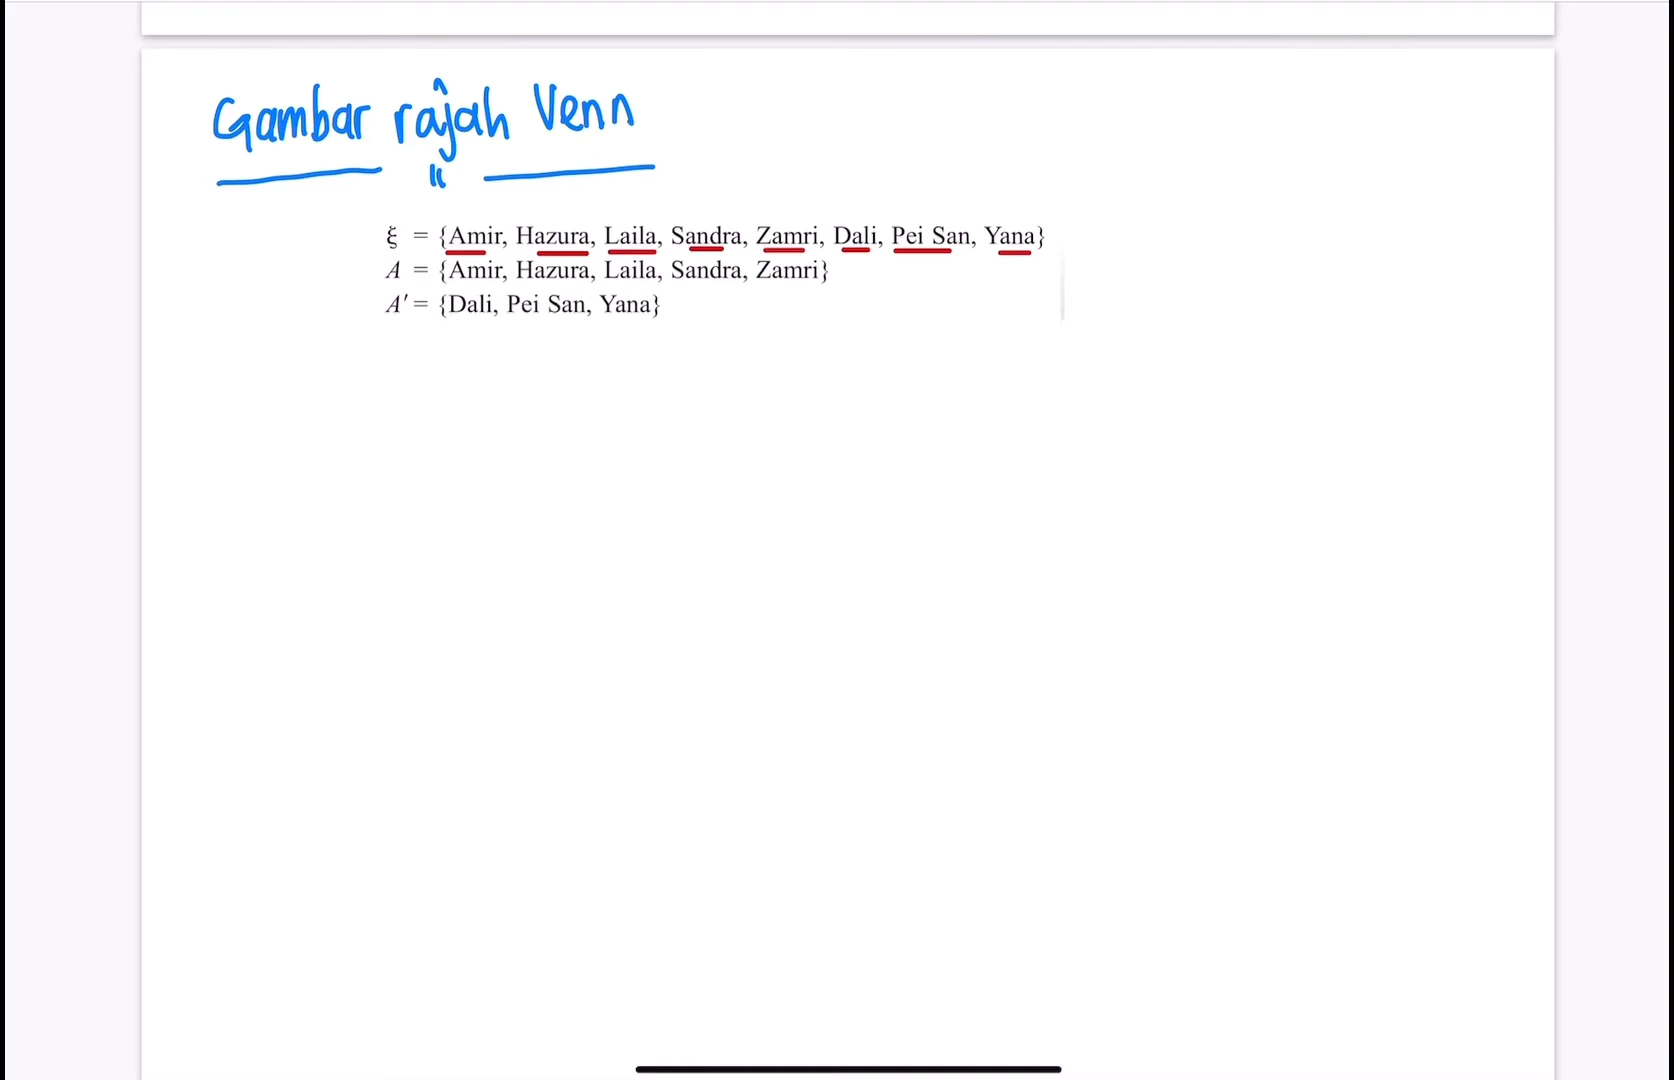 Gambar rajah Venn
ξ = {Amir, Hazura, Laila, Sandra, Zamri, Dali, Pei San, Yana}
A = {Amir, Hazura, Laila, Sandra, Zamri}
A′ = {Dali, Pei San, Yana}